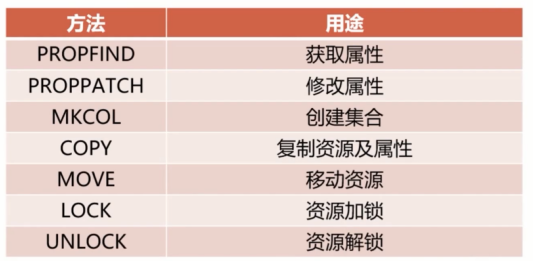 方法 用途
PROPFIND 获取属性
PROPPATCH 修改属性
MKCOL 创建集合
COPY 复制资源及属性
MOVE 移动资源
LOCK 资源加锁
UNLOCK 资源解锁